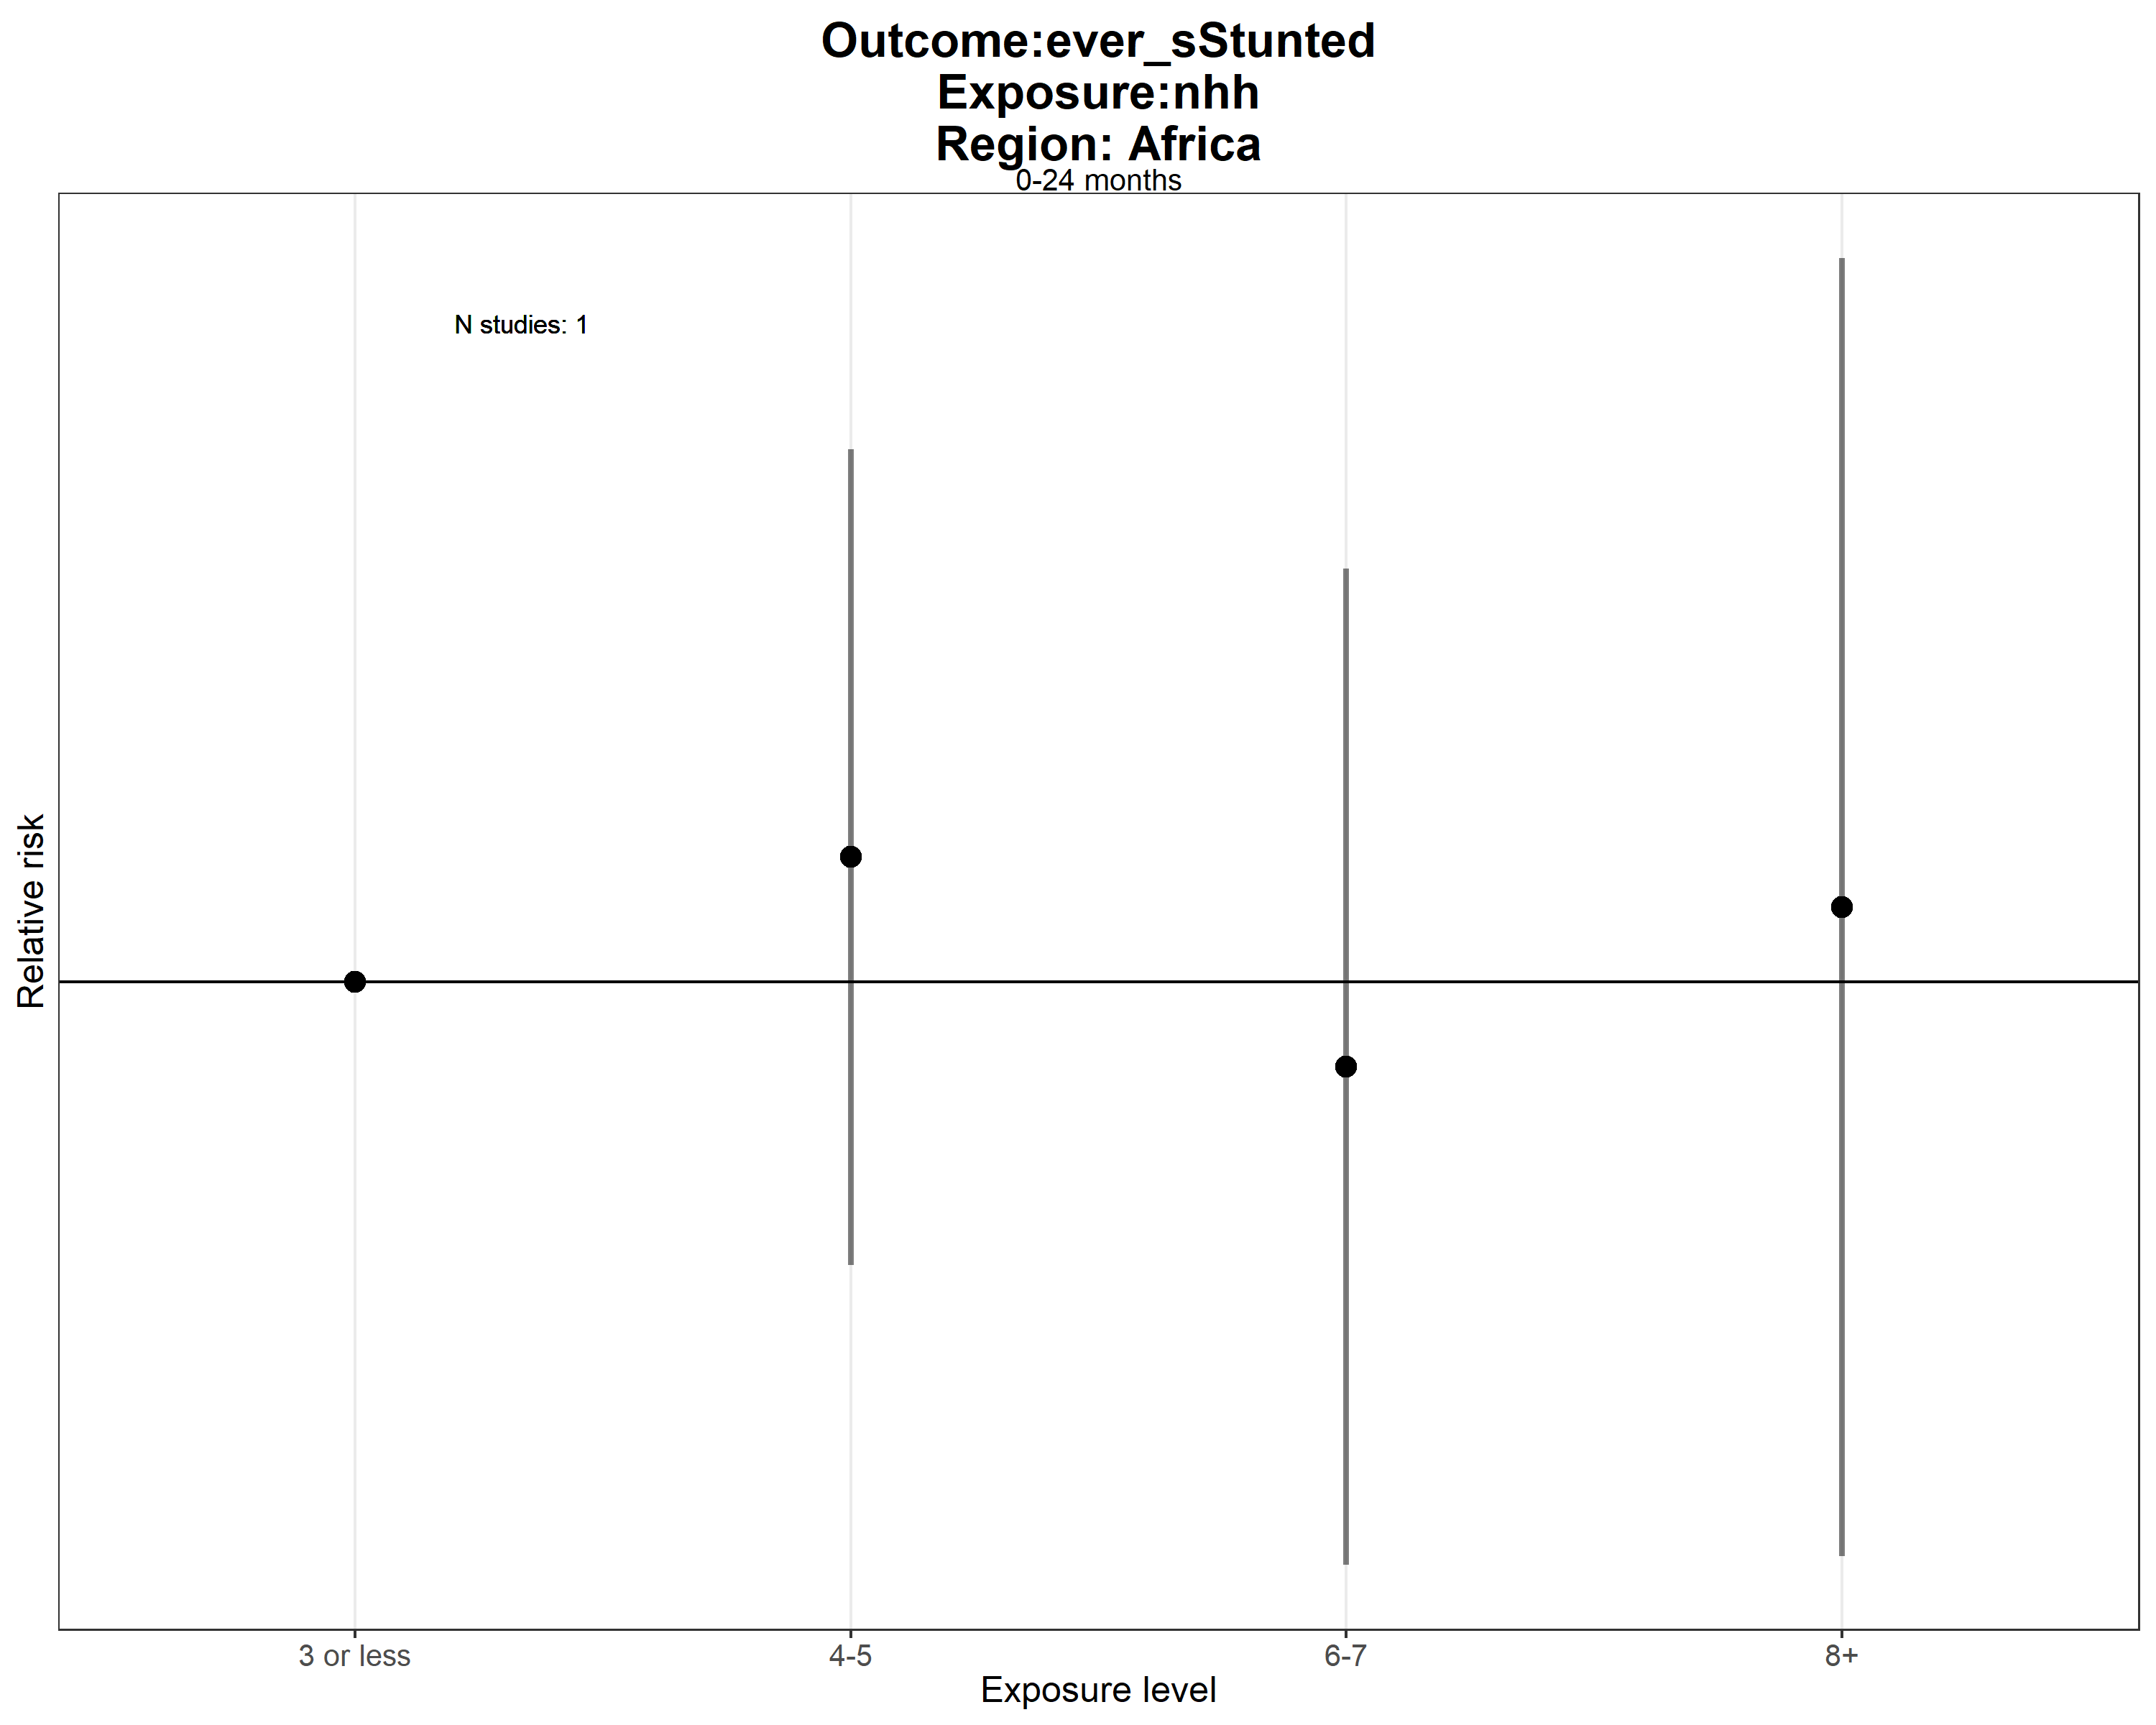 Outcome:ever_sStunted
Exposure:nhh
Region: Africa
0-24 months
N studies: 1
Relative risk
3 or less
4-5
6-7
8+
Exposure level